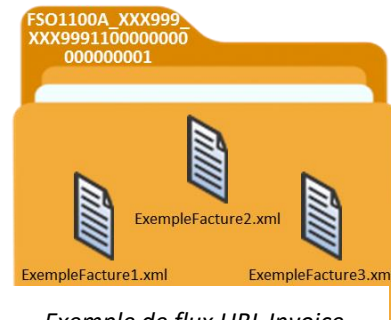 FSO1100A_XXX999_
XXX9991100000000
000000001
ExempleFacture2.xml
ExempleFacture1.xml
ExempleFacture3.xm
Exemple de flux UBL Invoice